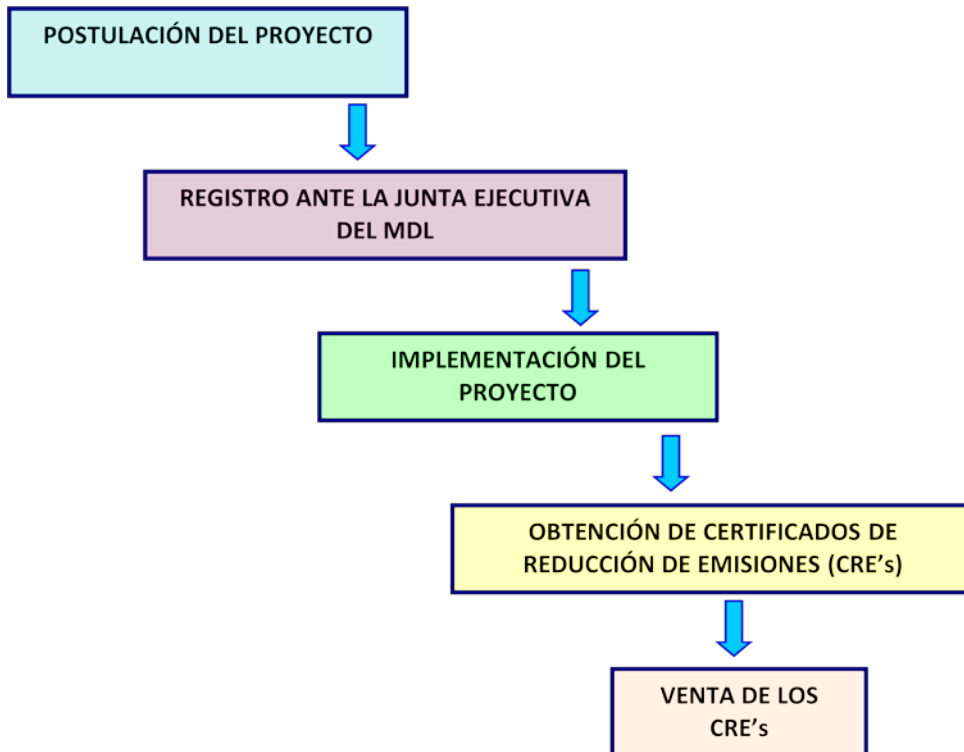 POSTULACIÓN DEL PROYECTO
REGISTRO ANTE LA JUNTA EJECUTIVA
DEL MDL
IMPLEMENTACIÓN DEL
PROYECTO
OBTENCIÓN DE CERTIFICADOS DE
REDUCCIÓN DE EMISIONES (CRE’s)
VENTA DE LOS
CRE’s